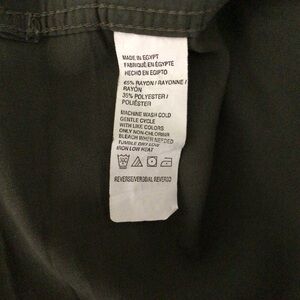 MADE IN EGYPT
FABRIQUÉ EN ÉGYPTE
HECHO EN EGIPTO
65% RAYON / RAYONNE /
RAYÓN
35% POLYESTER /
POLIÉSTER
MACHINE WASH COLD
GENTLE CYCLE
WITH LIKE COLORS
ONLY NON-CHLORINE
BLEACH WHEN NEEDED
TUMBLE DRY LOW
IRON LOW HEAT
REVERSE/VERSO/AL REVERSO